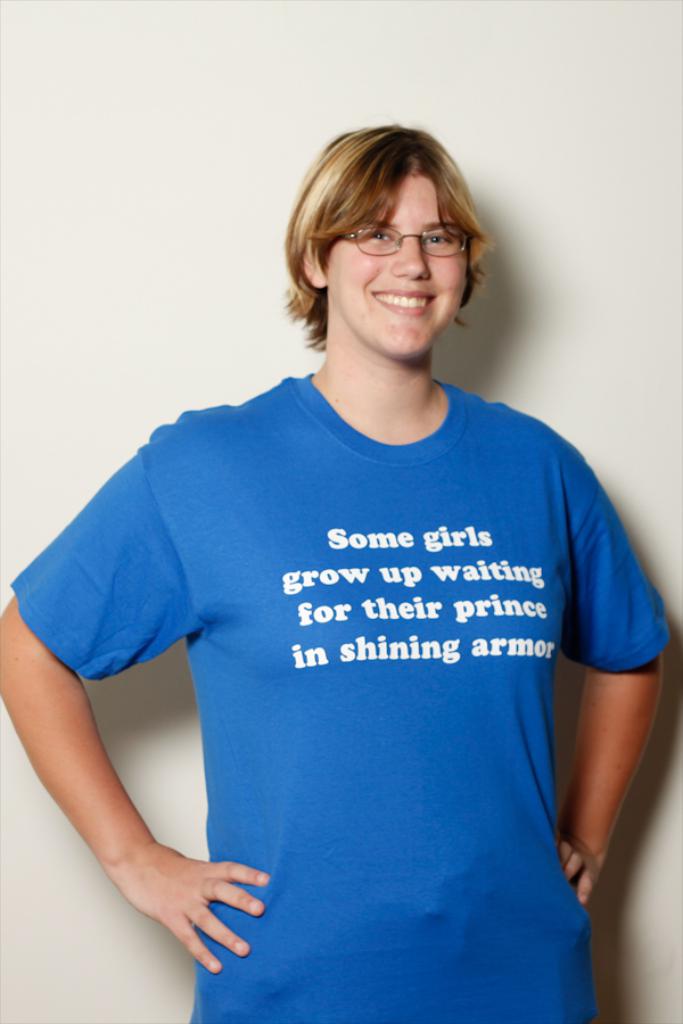 Some girls
grow up waiting
for their prince
in shining armor